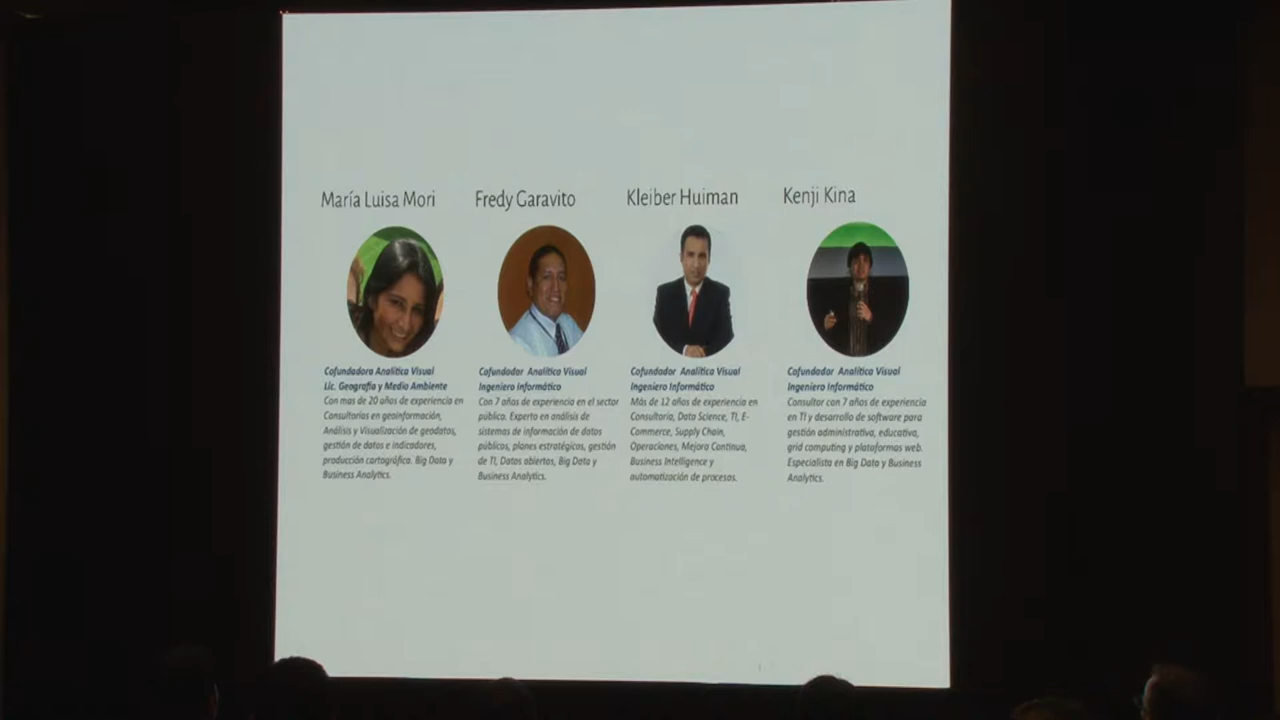 María Luisa Mori
Cofundadora Analítica Visual
Lic. Geografía y Medio Ambiente
Con mas de 20 años de experiencia en
Consultorias en geoinformación,
Análisis y Visualización de geodatos,
gestión de datos e indicadores,
producción cartográfica. Big Data y
Business Analytics.
Fredy Garavito
Cofundador Analítica Visual
Ingeniero Informático
Con 7 años de experiencia en el sector
público. Experto en análisis de
sistemas de información de datos
públicos, planes estratégicos, gestión
de TI, Datos abiertos, Big Data y
Business Analytics.
Kleiber Huiman
Cofundador Analítica Visual
Ingeniero Informático
Más de 12 años de experiencia en
Consultoria, Data Science, TI, E-
Commerce, Supply Chain,
Operaciones, Mejora Continua,
Business Intelligence y
automatización de procesos.
Kenji Kina
Cofundador Analítica Visual
Ingeniero Informático
Consultor con 7 años de experiencia
en TI y desarrollo de software para
gestión administrativa, educativa,
grid computing y plataformas web.
Especialista en Big Data y Business
Analytics.